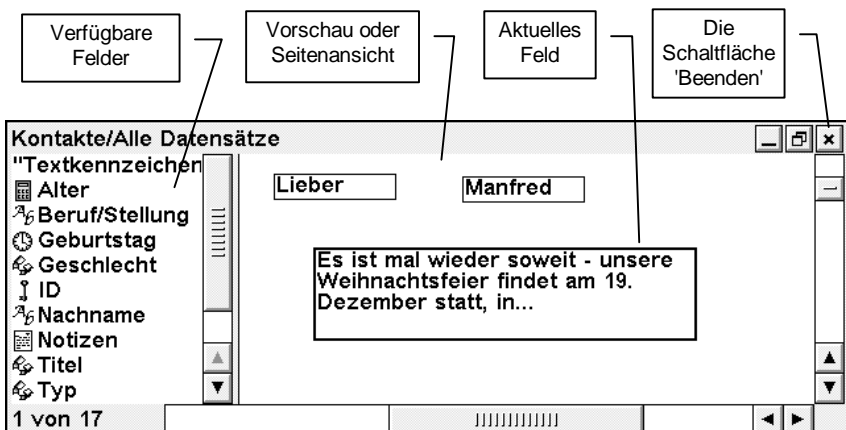 Verfügbare
Felder
Vorschau oder
Seitenansicht
Aktuelles
Feld
Die
Schaltfläche
'Beenden'
Kontakte/Alle Datensätze
"Textkennzeichen
Alter
Beruf/Stellung
Geburtstag
Geschlecht
ID
Nachname
Notizen
Titel
Typ
1 von 17
Lieber
Manfred
Es ist mal wieder soweit - unsere
Weihnachtsfeier findet am 19.
Dezember statt, in...